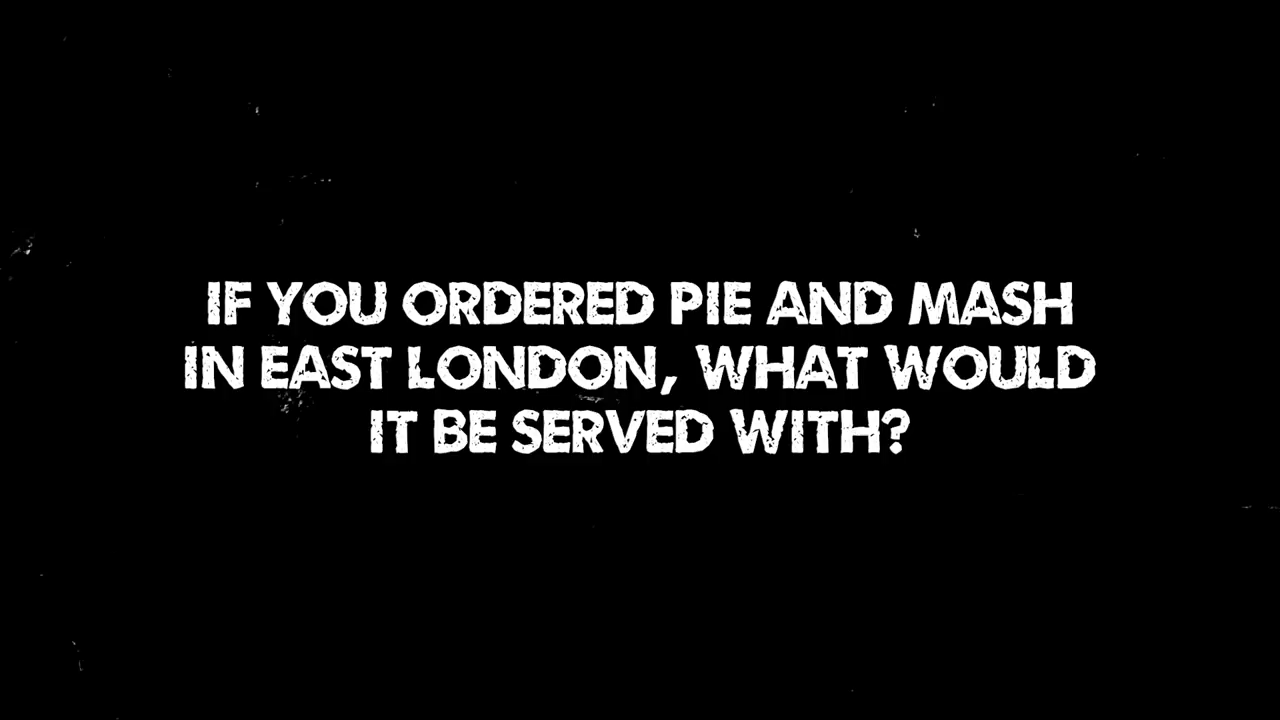 IF YOU ORDERED PIE AND MASH
IN EAST LONDON, WHAT WOULD
IT BE SERVED WITH?